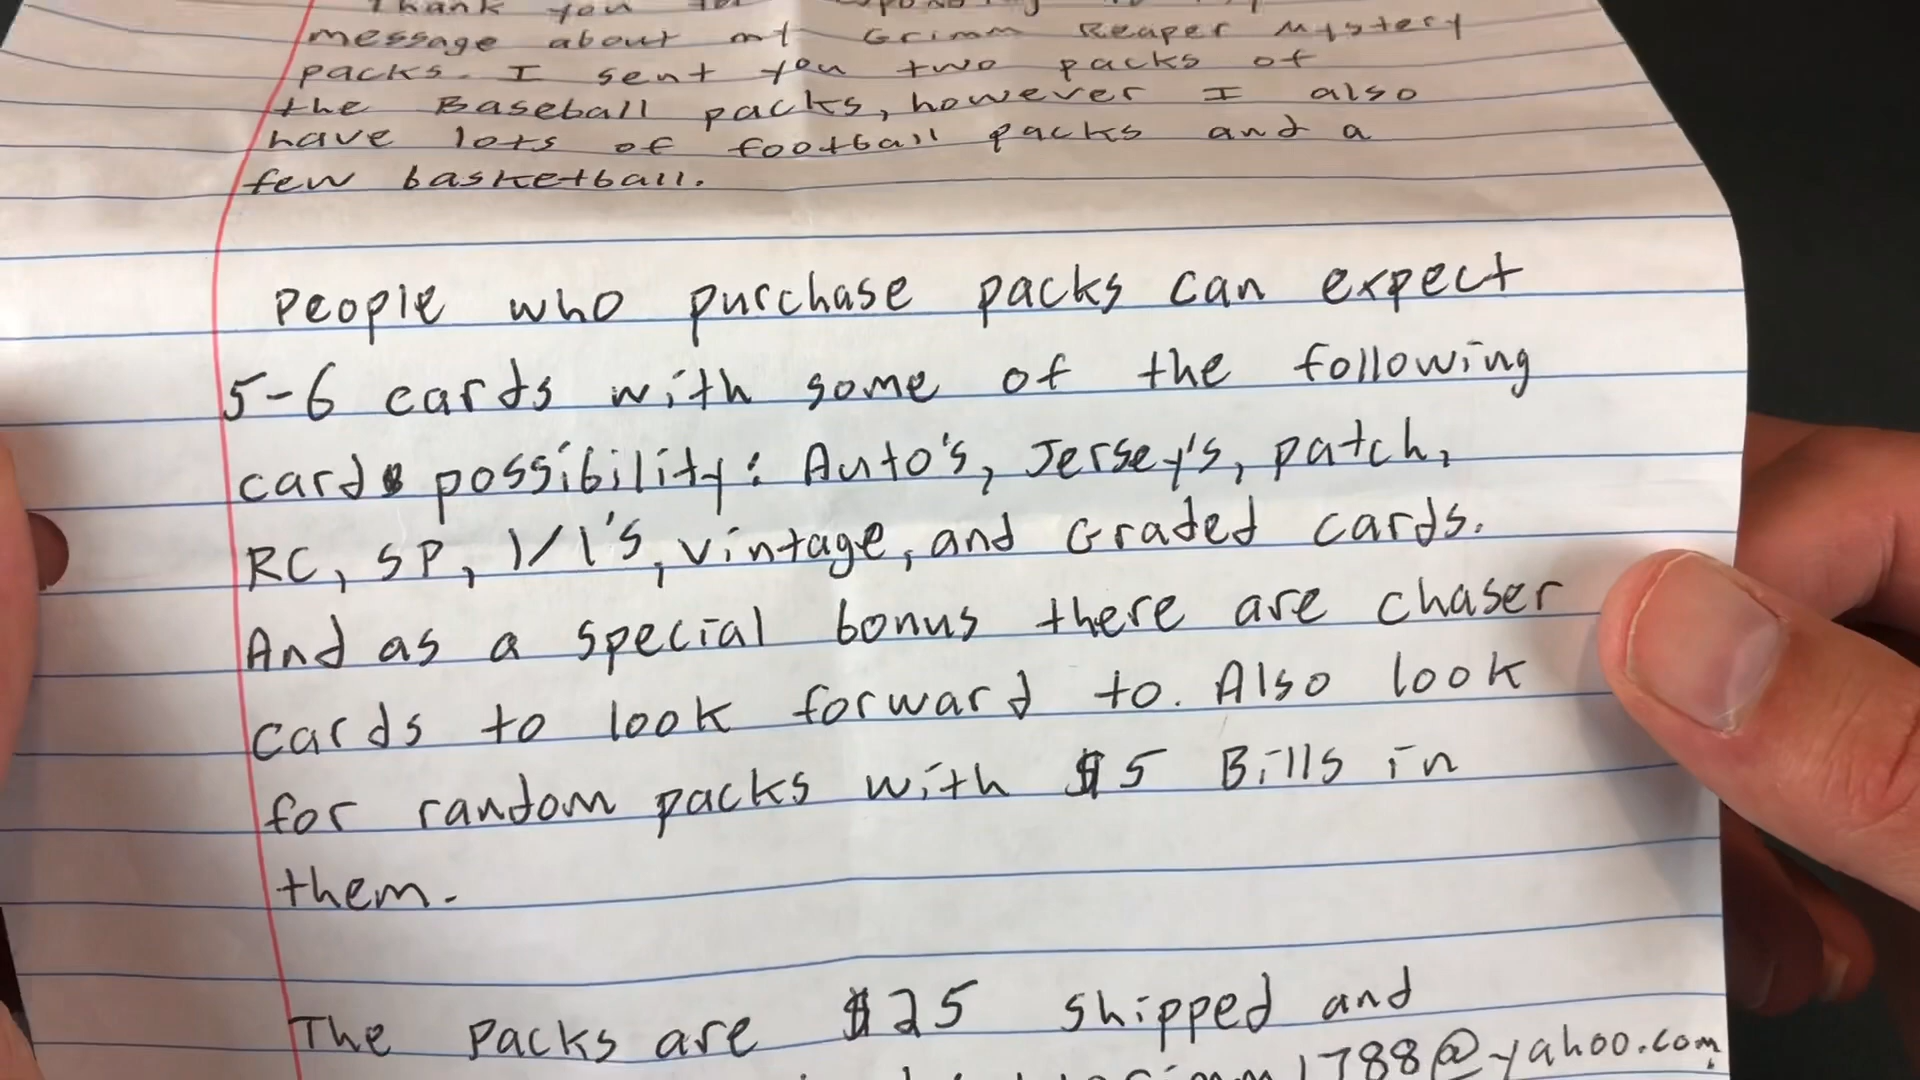 Thank you
message about my Grimm Reaper Mystery
packs. I sent you two packs of
the Baseball packs, however I also
have lots of football packs and a
few basketball.
People who purchase packs can expect
5-6 cards with some of the following
card possibility: Auto's, Jersey's, patch,
RC, SP, 1/1's, vintage, and Graded cards.
And as a special bonus there are chaser
cards to look forward to. Also look
for random packs with $5 Bills in
them.
The packs are $25 shipped and
1788@yahoo.com